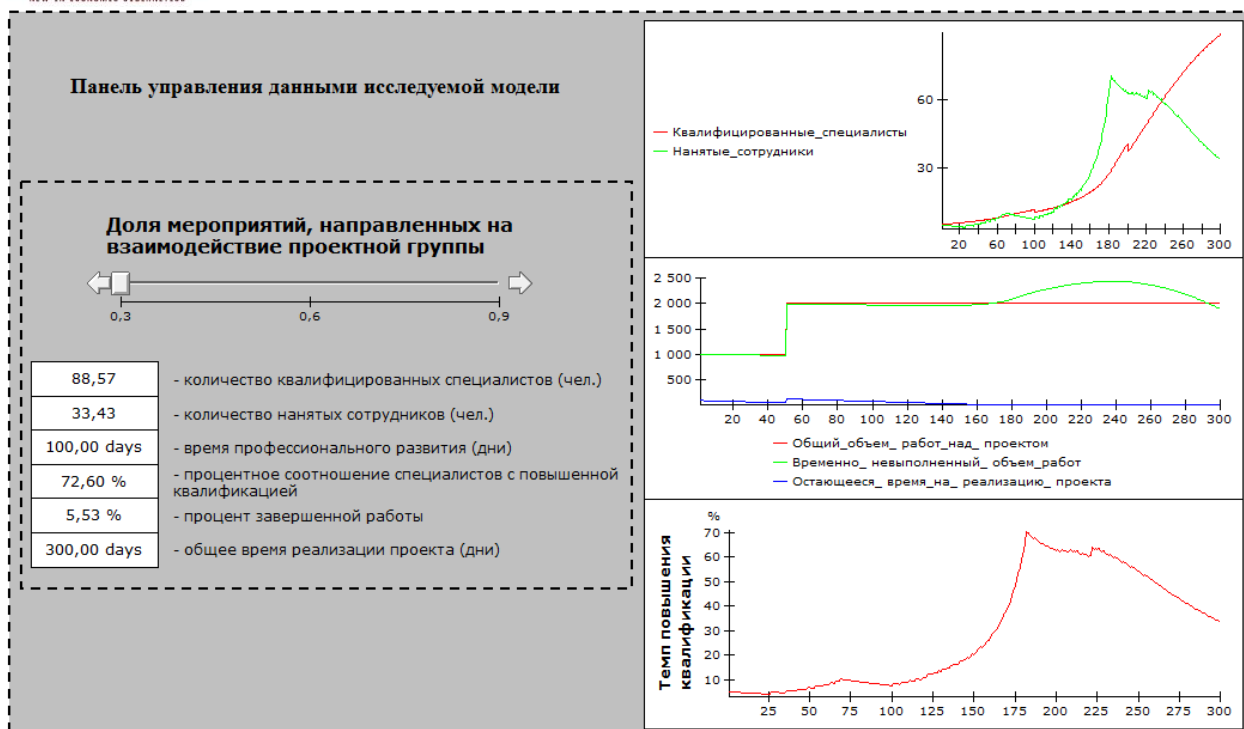 Панель управления данными исследуемой модели
Доля мероприятий, направленных на
взаимодействие проектной группы
0,3 0,6 0,9
88,57 - количество квалифицированных специалистов (чел.)
33,43 - количество нанятых сотрудников (чел.)
100,00 days - время профессионального развития (дни)
72,60 % - процентное соотношение специалистов с повышенной
квалификацией
5,53 % - процент завершенной работы
300,00 days - общее время реализации проекта (дни)
Квалифицированные_специалисты
Нанятые_сотрудники
60
30
20 60 100 140 180 220 260 300
2 500
2 000
1 500
1 000
500
20 40 60 80 100 120 140 160 180 200 220 240 260 280 300
Общий_объем_ работ_над_ проектом
Временно_ невыполненный_ объем_работ
Остающееся_ время_на_ реализацию_ проекта
Темп повышения
квалификации
%
70
60
50
40
30
20
10
25 50 75 100 125 150 175 200 225 250 275 300